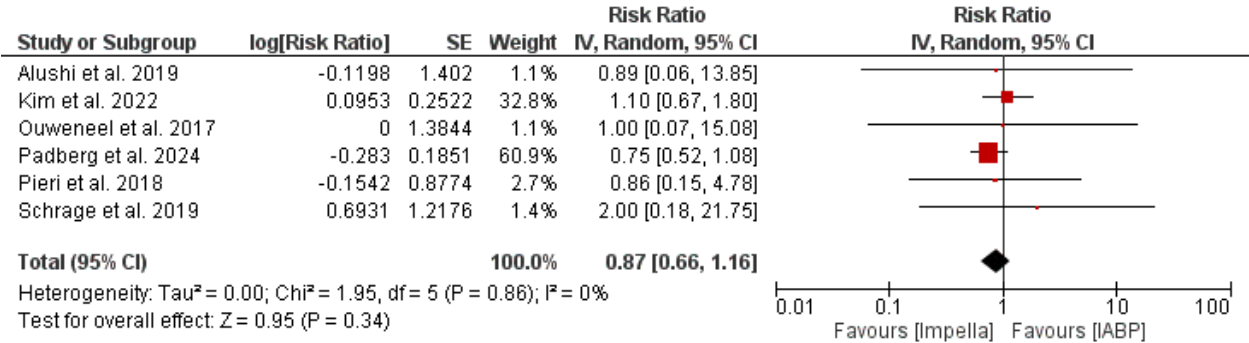 Risk Ratio Risk Ratio
Study or Subgroup log[Risk Ratio] SE Weight IV, Random, 95% CI IV, Random, 95% CI
Alushi et al. 2019 -0.1198 1.402 1.1% 0.89 [0.06, 13.85]
Kim et al. 2022 0.0953 0.2522 32.8% 1.10 [0.67, 1.80]
Ouweneel et al. 2017 0 1.3844 1.1% 1.00 [0.07, 15.08]
Padberg et al. 2024 -0.283 0.1851 60.9% 0.75 [0.52, 1.08]
Pieri et al. 2018 -0.1542 0.8774 2.7% 0.86 [0.15, 4.78]
Schrage et al. 2019 0.6931 1.2176 1.4% 2.00 [0.18, 21.75]
Total (95% CI) 100.0% 0.87 [0.66, 1.16]
Heterogeneity: Tau² = 0.00; Chi² = 1.95, df = 5 (P = 0.86); I² = 0%
Test for overall effect: Z = 0.95 (P = 0.34)
0.01 0.1 1 10 100
Favours [Impella] Favours [IABP]